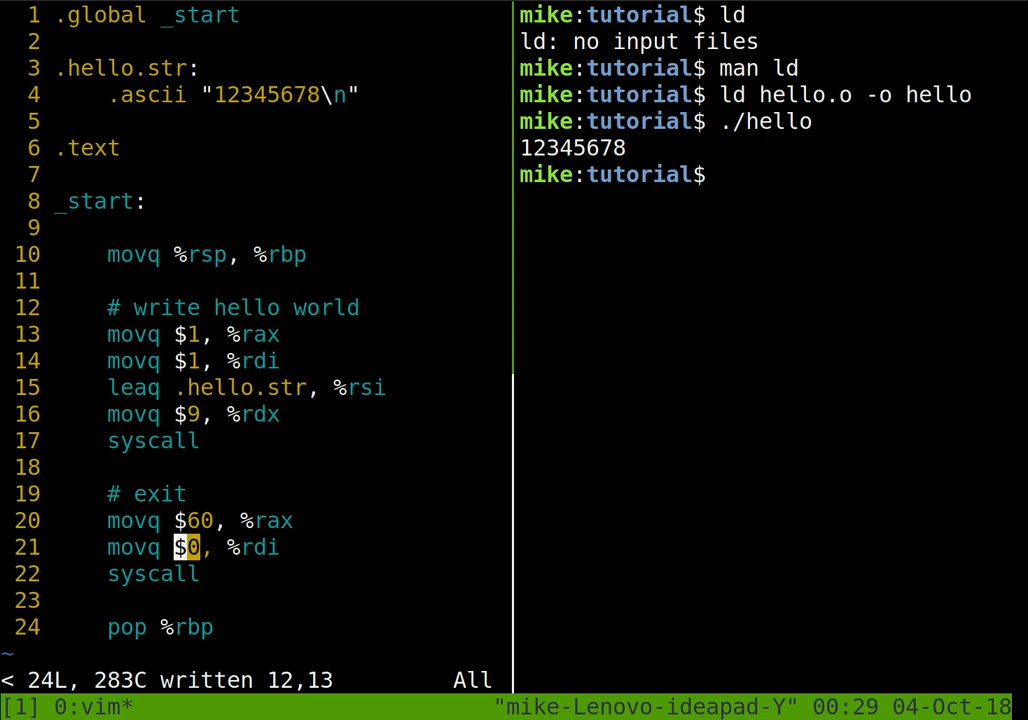 1 .global _start
2
3 .hello.str:
4     .ascii "12345678\n"
5
6 .text
7
8 _start:
9
10     movq %rsp, %rbp
11
12     # write hello world
13     movq $1, %rax
14     movq $1, %rdi
15     leaq .hello.str, %rsi
16     movq $9, %rdx
17     syscall
18
19     # exit
20     movq $60, %rax
21     movq $0, %rdi
22     syscall
23
24     pop %rbp
~
< 24L, 283C written 12,13 All
mike:tutorial$ ld
ld: no input files
mike:tutorial$ man ld
mike:tutorial$ ld hello.o -o hello
mike:tutorial$ ./hello
12345678
mike:tutorial$
[1] 0:vim* "mike-Lenovo-ideapad-Y" 00:29 04-Oct-18